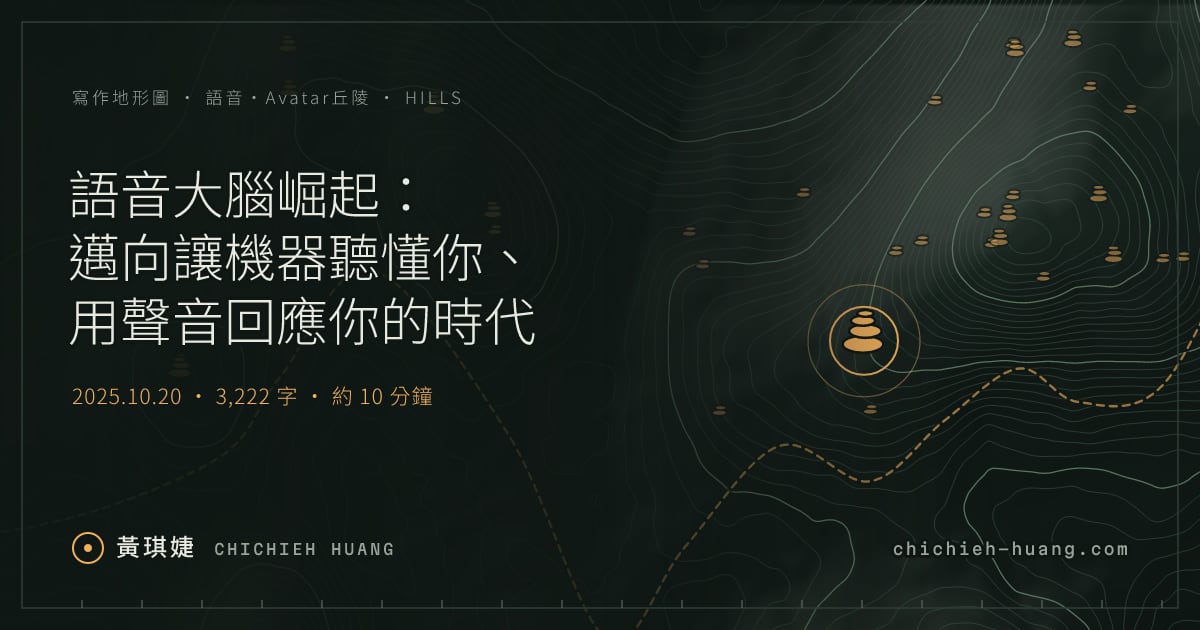 寫作地形圖 · 語音·Avatar丘陵 · HILLS
語音大腦崛起：
邁向讓機器聽懂你、
用聲音回應你的時代
2025.10.20 · 3,222 字 · 約 10 分鐘
黃琪婕 CHICHIEH HUANG
chichieh-huang.com